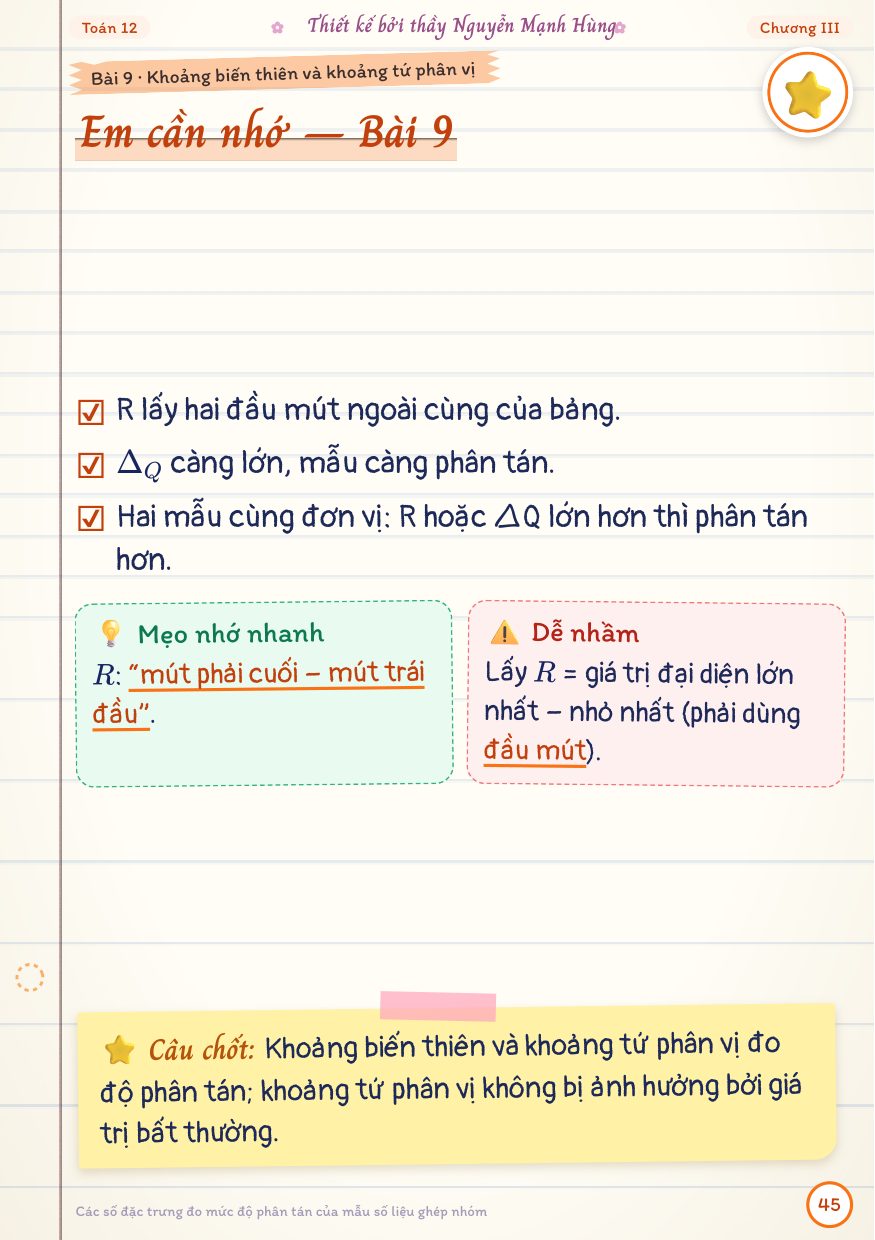 Toán 12
Thiết kế bởi thầy Nguyễn Mạnh Hùng
Chương III
Bài 9 · Khoảng biến thiên và khoảng tứ phân vị
Em cần nhớ — Bài 9
R lấy hai đầu mút ngoài cùng của bảng.
Δ_Q càng lớn, mẫu càng phân tán.
Hai mẫu cùng đơn vị: R hoặc ΔQ lớn hơn thì phân tán
hơn.
Mẹo nhớ nhanh
R: “mút phải cuối – mút trái
đầu”.
Dễ nhầm
Lấy R = giá trị đại diện lớn
nhất – nhỏ nhất (phải dùng
đầu mút).
Câu chốt: Khoảng biến thiên và khoảng tứ phân vị đo
độ phân tán; khoảng tứ phân vị không bị ảnh hưởng bởi giá
trị bất thường.
Các số đặc trưng đo mức độ phân tán của mẫu số liệu ghép nhóm
45